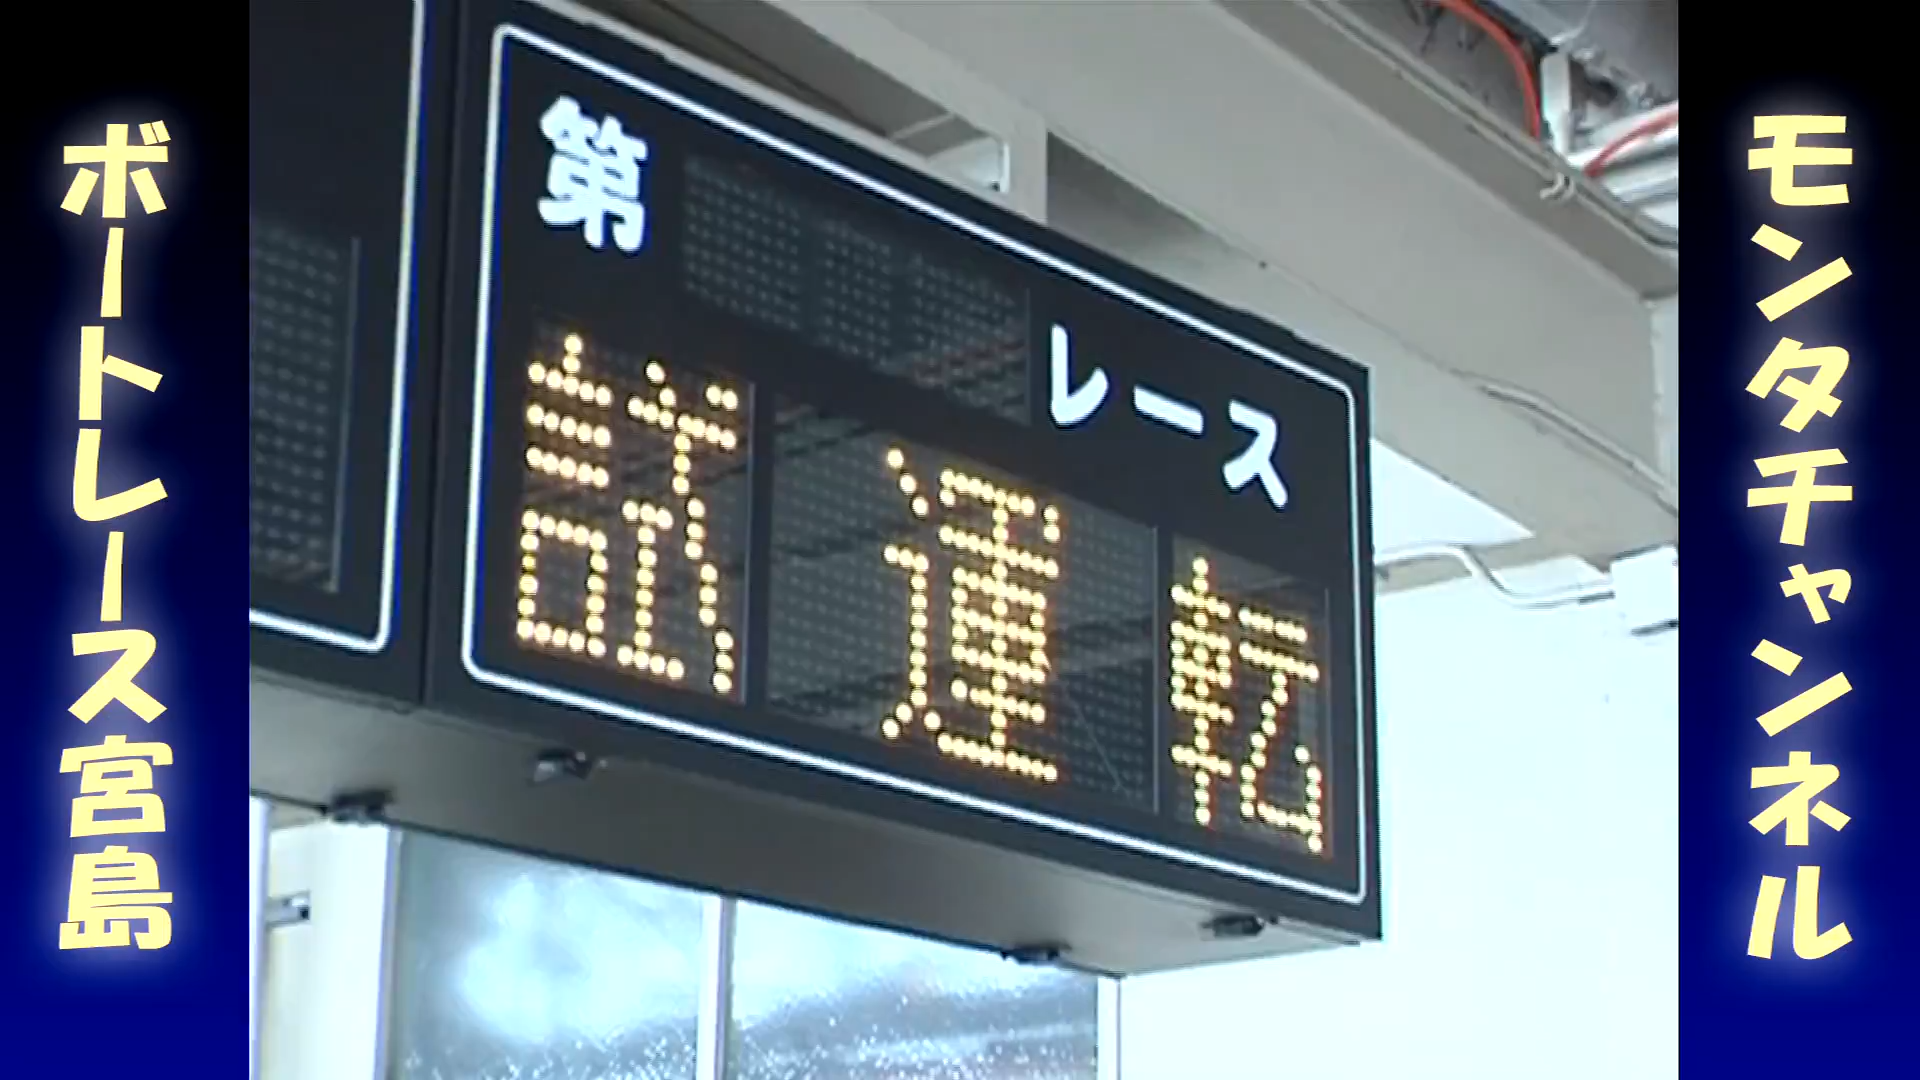 ボートレース宮島
第 レース
試運転
モンタチャンネル